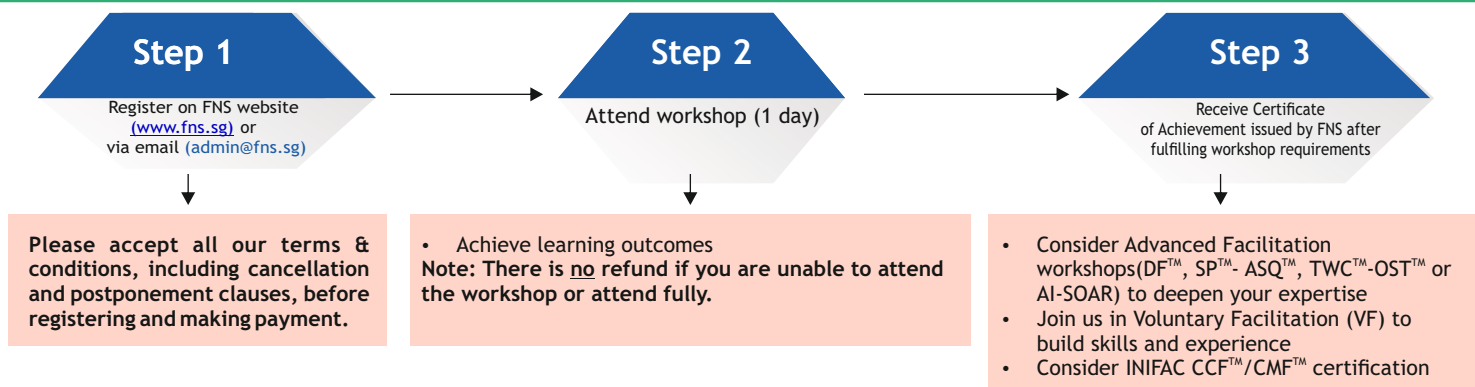 Step 1
Register on FNS website
(www.fns.sg) or
via email (admin@fns.sg)
Please accept all our terms &
conditions, including cancellation
and postponement clauses, before
registering and making payment.
Step 2
Attend workshop (1 day)
• Achieve learning outcomes
Note: There is no refund if you are unable to attend
the workshop or attend fully.
Step 3
Receive Certificate
of Achievement issued by FNS after
fulfilling workshop requirements
• Consider Advanced Facilitation
workshops(DF™, SP™- ASQ™, TWC™-OST™ or
AI-SOAR) to deepen your expertise
• Join us in Voluntary Facilitation (VF) to
build skills and experience
• Consider INIFAC CCF™/CMF™ certification